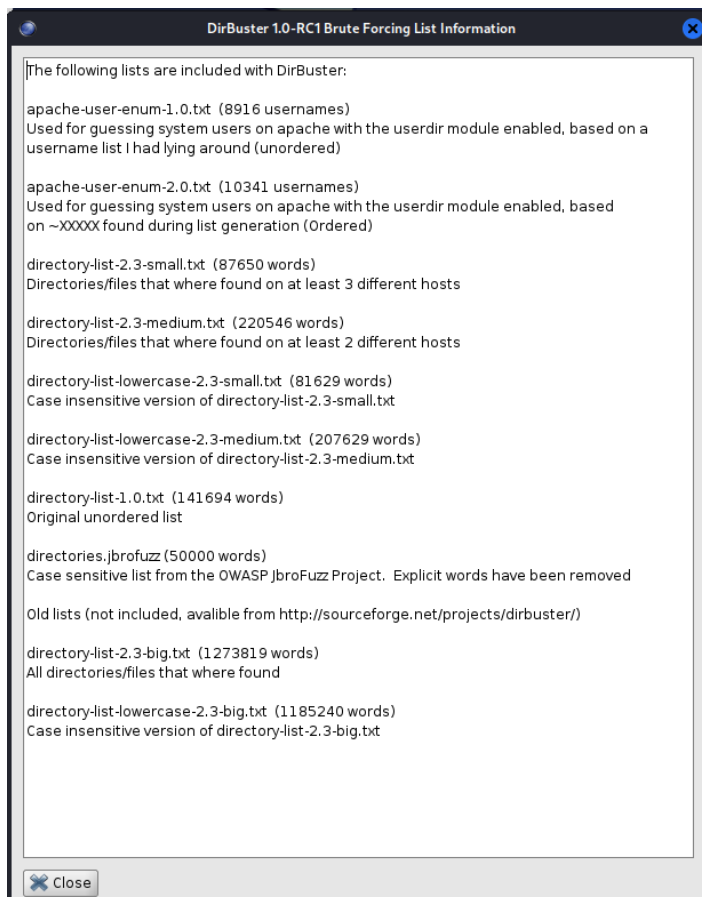 DirBuster 1.0-RC1 Brute Forcing List Information
The following lists are included with DirBuster:
apache-user-enum-1.0.txt (8916 usernames)
Used for guessing system users on apache with the userdir module enabled, based on a
username list I had lying around (unordered)
apache-user-enum-2.0.txt (10341 usernames)
Used for guessing system users on apache with the userdir module enabled, based
on ~XXXXX found during list generation (Ordered)
directory-list-2.3-small.txt (87650 words)
Directories/files that where found on at least 3 different hosts
directory-list-2.3-medium.txt (220546 words)
Directories/files that where found on at least 2 different hosts
directory-list-lowercase-2.3-small.txt (81629 words)
Case insensitive version of directory-list-2.3-small.txt
directory-list-lowercase-2.3-medium.txt (207629 words)
Case insensitive version of directory-list-2.3-medium.txt
directory-list-1.0.txt (141694 words)
Original unordered list
directories.jbrofuzz (50000 words)
Case sensitive list from the OWASP JbroFuzz Project. Explicit words have been removed
Old lists (not included, avalible from http://sourceforge.net/projects/dirbuster/)
directory-list-2.3-big.txt (1273819 words)
All directories/files that where found
directory-list-lowercase-2.3-big.txt (1185240 words)
Case insensitive version of directory-list-2.3-big.txt
Close